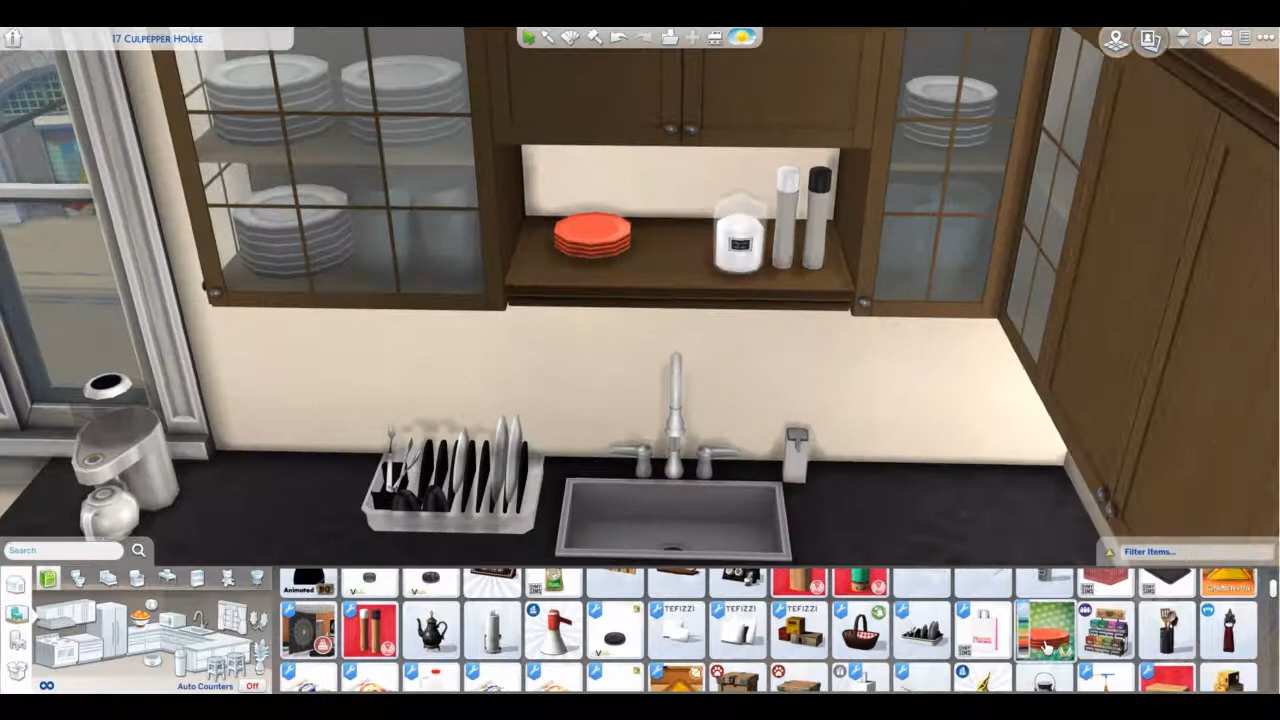 17 CULPEPPER HOUSE
Search
Filter Items...
Animated
TEFIZZI
TEFIZZI
TEFIZZI
Auto Counters
Off